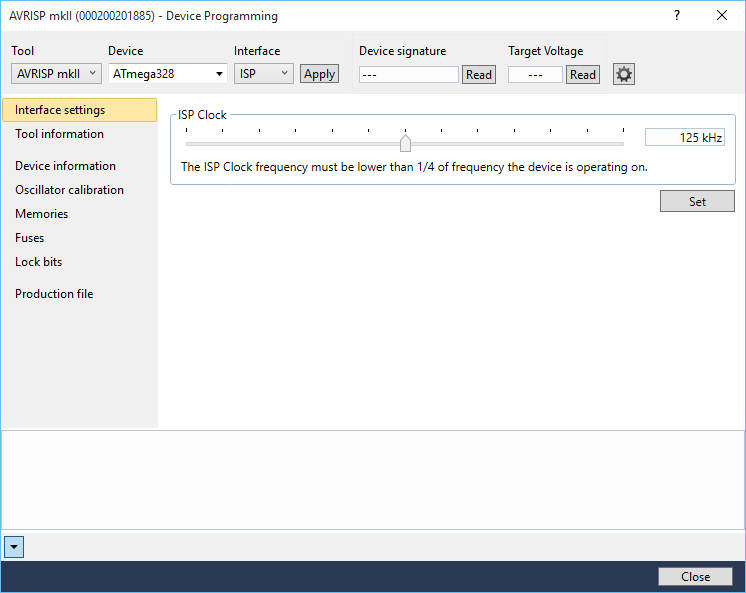 AVRISP mkII (000200201885) - Device Programming ?
Tool Device Interface Device signature Target Voltage
AVRISP mkII ATmega328 ISP Apply --- Read --- Read
Interface settings
Tool information
Device information
Oscillator calibration
Memories
Fuses
Lock bits
Production file
ISP Clock
125 kHz
The ISP Clock frequency must be lower than 1/4 of frequency the device is operating on.
Set
Close